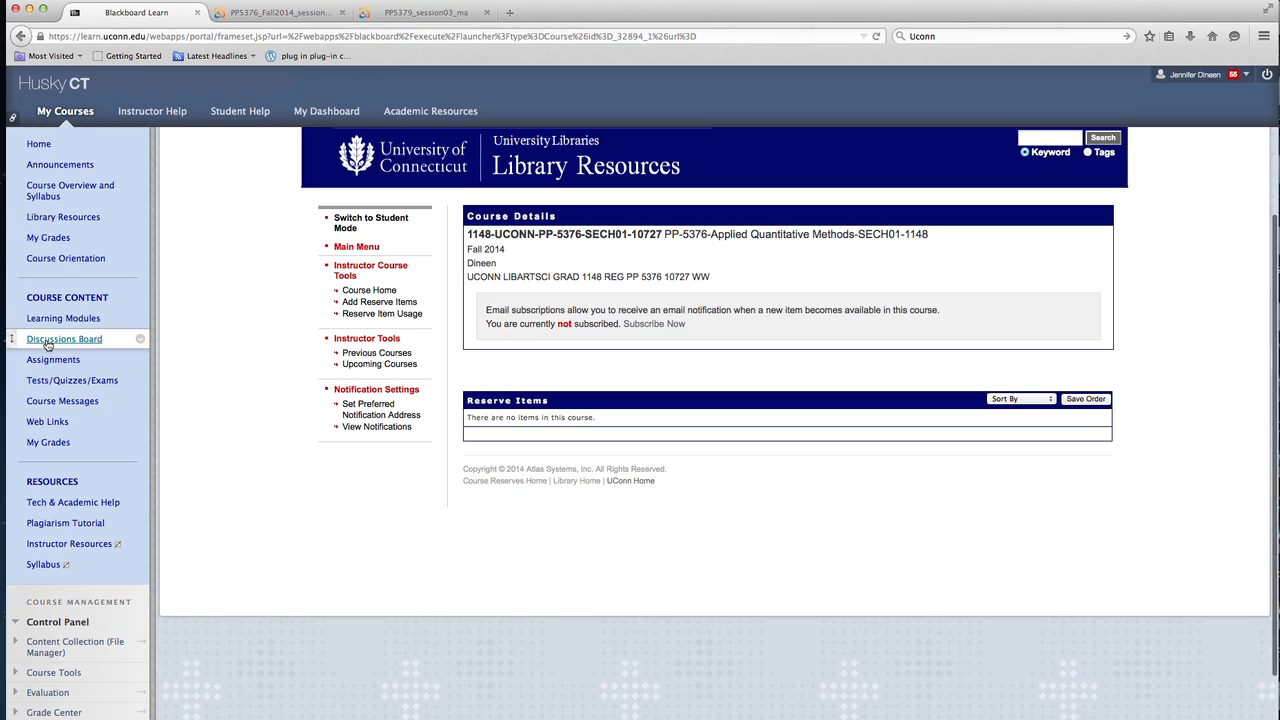 Blackboard Learn
PP5376_Fall2014_session...
PP5379_session03_ma
https://learn.uconn.edu/webapps/portal/frameset.jsp?url=%2Fwebapps%2Fblackboard%2Fexecute%2Flauncher%3Ftype%3DCourse%26id%3D_32894_1%26url%3D
Uconn
Most Visited
Getting Started
Latest Headlines
plug in plug-in c...
Husky CT
Jennifer Dineen 55
My Courses
Instructor Help
Student Help
My Dashboard
Academic Resources
Home
Announcements
Course Overview and
Syllabus
Library Resources
My Grades
Course Orientation
COURSE CONTENT
Learning Modules
Discussions Board
Assignments
Tests/Quizzes/Exams
Course Messages
Web Links
My Grades
RESOURCES
Tech & Academic Help
Plagiarism Tutorial
Instructor Resources
Syllabus
COURSE MANAGEMENT
Control Panel
Content Collection (File
Manager)
Course Tools
Evaluation
Grade Center
University of
Connecticut
University Libraries
Library Resources
Search
Keyword
Tags
Switch to Student
Mode
Main Menu
Instructor Course
Tools
Course Home
Add Reserve Items
Reserve Item Usage
Instructor Tools
Previous Courses
Upcoming Courses
Notification Settings
Set Preferred
Notification Address
View Notifications
Course Details
1148-UCONN-PP-5376-SECH01-10727 PP-5376-Applied Quantitative Methods-SECH01-1148
Fall 2014
Dineen
UCONN LIBARTSCI GRAD 1148 REG PP 5376 10727 WW
Email subscriptions allow you to receive an email notification when a new item becomes available in this course.
You are currently not subscribed. Subscribe Now
Reserve Items
Sort By
Save Order
There are no items in this course.
Copyright © 2014 Atlas Systems, Inc. All Rights Reserved.
Course Reserves Home | Library Home | UConn Home